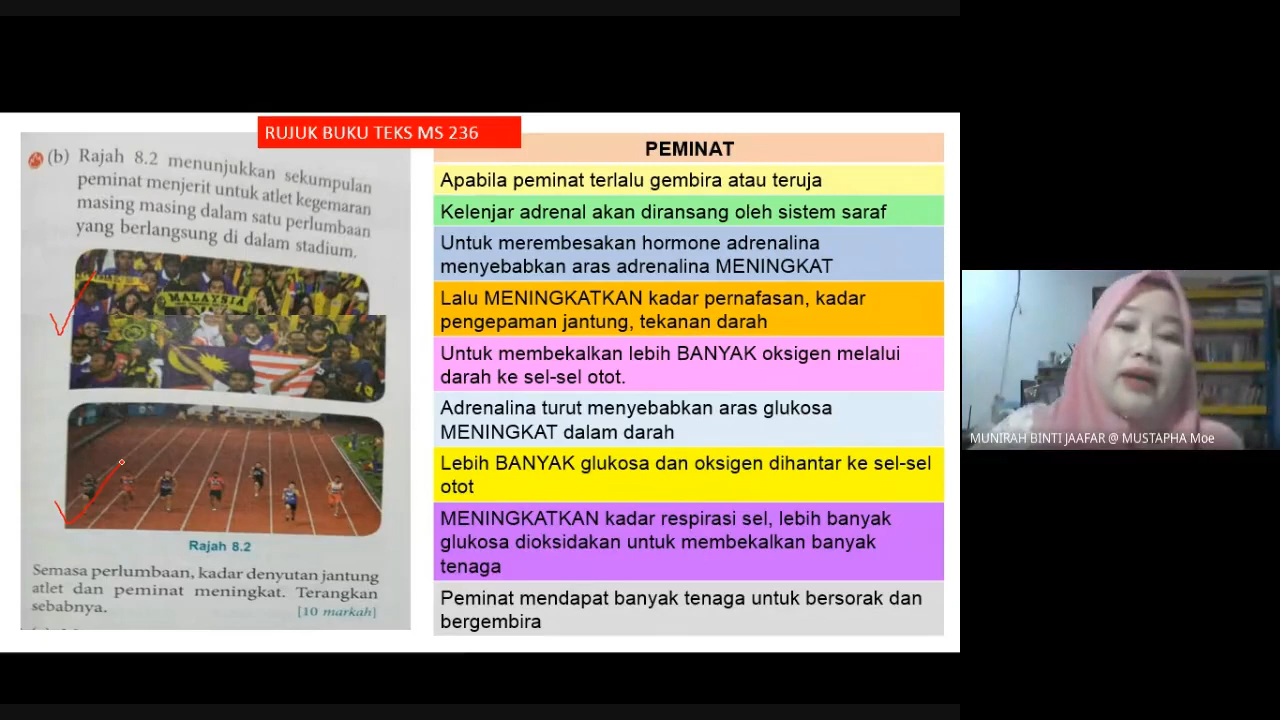 RUJUK BUKU TEKS MS 236
(b) Rajah 8.2 menunjukkan sekumpulan
peminat menjerit untuk atlet kegemaran
masing masing dalam satu perlumbaan
yang berlangsung di dalam stadium.
MALAYSIA
Rajah 8.2
Semasa perlumbaan, kadar denyutan jantung
atlet dan peminat meningkat. Terangkan
sebabnya.
[10 markah]
PEMINAT
Apabila peminat terlalu gembira atau teruja
Kelenjar adrenal akan diransang oleh sistem saraf
Untuk merembesakan hormone adrenalina
menyebabkan aras adrenalina MENINGKAT
Lalu MENINGKATKAN kadar pernafasan, kadar
pengepaman jantung, tekanan darah
Untuk membekalkan lebih BANYAK oksigen melalui
darah ke sel-sel otot.
Adrenalina turut menyebabkan aras glukosa
MENINGKAT dalam darah
Lebih BANYAK glukosa dan oksigen dihantar ke sel-sel
otot
MENINGKATKAN kadar respirasi sel, lebih banyak
glukosa dioksidakan untuk membekalkan banyak
tenaga
Peminat mendapat banyak tenaga untuk bersorak dan
bergembira
MUNIRAH BINTI JAAFAR @ MUSTAPHA Moe